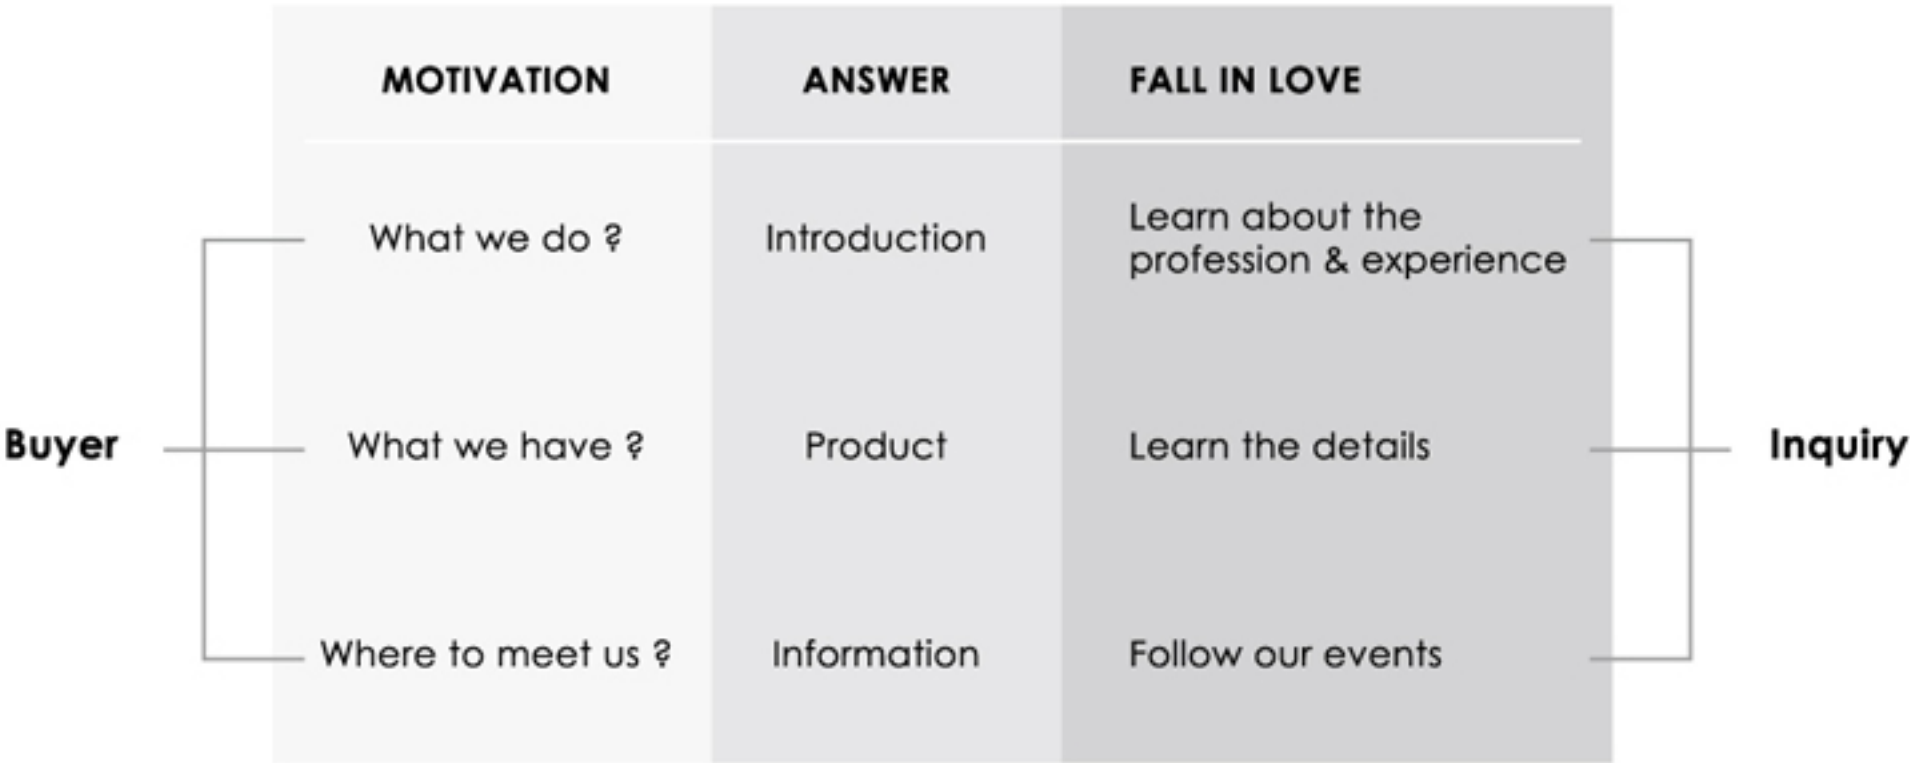 MOTIVATION ANSWER FALL IN LOVE
What we do ? Introduction Learn about the
profession & experience
Buyer What we have ? Product Learn the details Inquiry
Where to meet us ? Information Follow our events